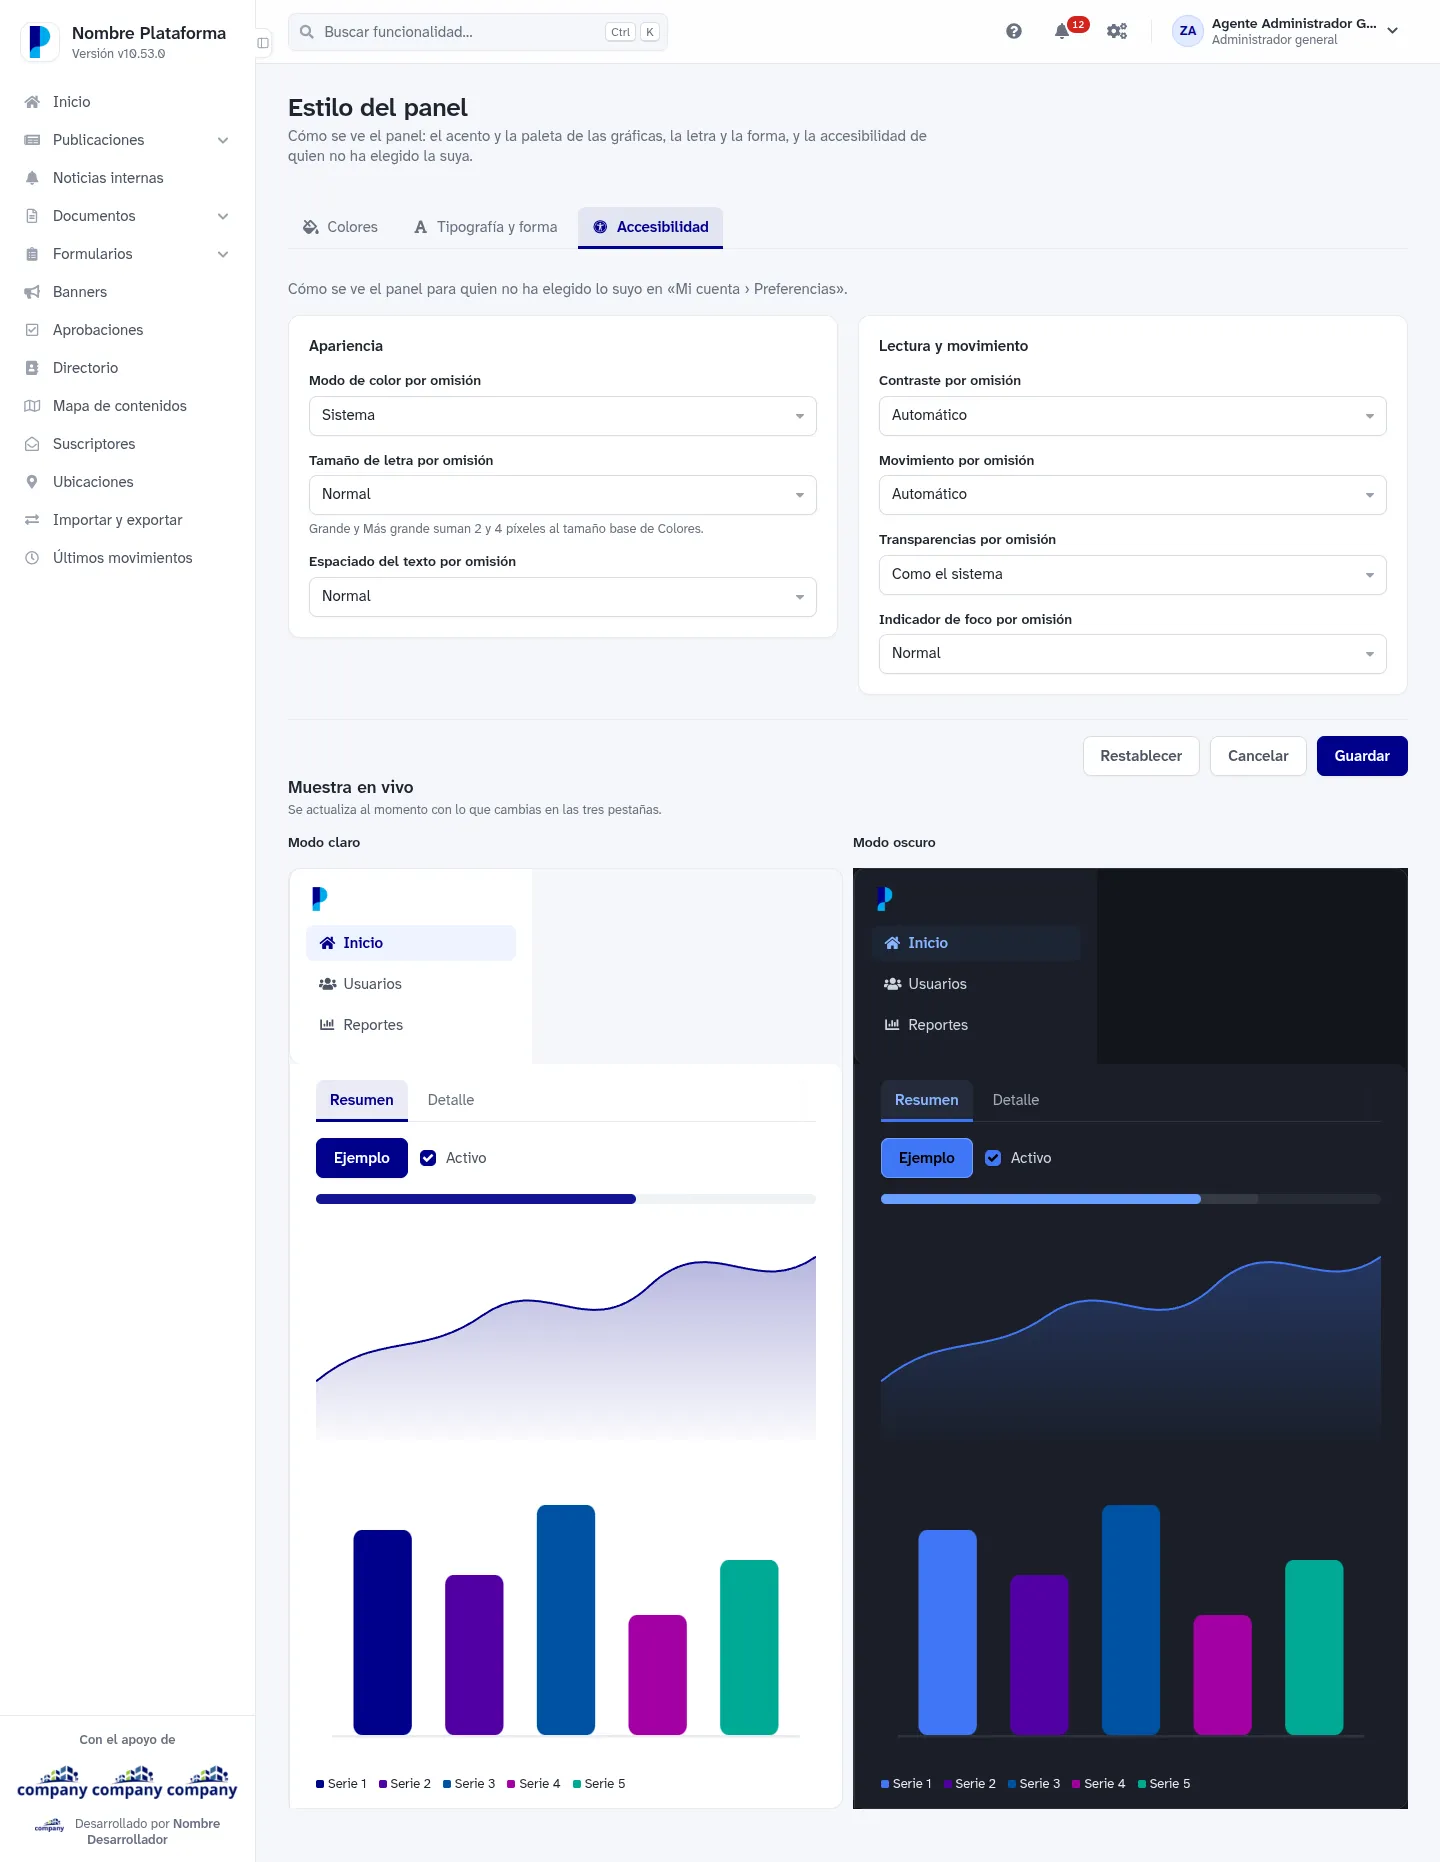 Nombre Plataforma
Versión v10.53.0
Inicio
Publicaciones
Noticias internas
Documentos
Formularios
Banners
Aprobaciones
Directorio
Mapa de contenidos
Suscriptores
Ubicaciones
Importar y exportar
Últimos movimientos
Con el apoyo de
company company company
company Desarrollado por Nombre
Desarrollador
Buscar funcionalidad... Ctrl K
12
ZA
Agente Administrador G...
Administrador general
Estilo del panel
Cómo se ve el panel: el acento y la paleta de las gráficas, la letra y la forma, y la accesibilidad de
quien no ha elegido la suya.
Colores Tipografía y forma Accesibilidad
Cómo se ve el panel para quien no ha elegido lo suyo en «Mi cuenta › Preferencias».
Apariencia
Modo de color por omisión
Sistema
Tamaño de letra por omisión
Normal
Grande y Más grande suman 2 y 4 píxeles al tamaño base de Colores.
Espaciado del texto por omisión
Normal
Lectura y movimiento
Contraste por omisión
Automático
Movimiento por omisión
Automático
Transparencias por omisión
Como el sistema
Indicador de foco por omisión
Normal
Restablecer Cancelar Guardar
Muestra en vivo
Se actualiza al momento con lo que cambias en las tres pestañas.
Modo claro
Inicio
Usuarios
Reportes
Resumen Detalle
Ejemplo Activo
Serie 1 Serie 2 Serie 3 Serie 4 Serie 5
Modo oscuro
Inicio
Usuarios
Reportes
Resumen Detalle
Ejemplo Activo
Serie 1 Serie 2 Serie 3 Serie 4 Serie 5